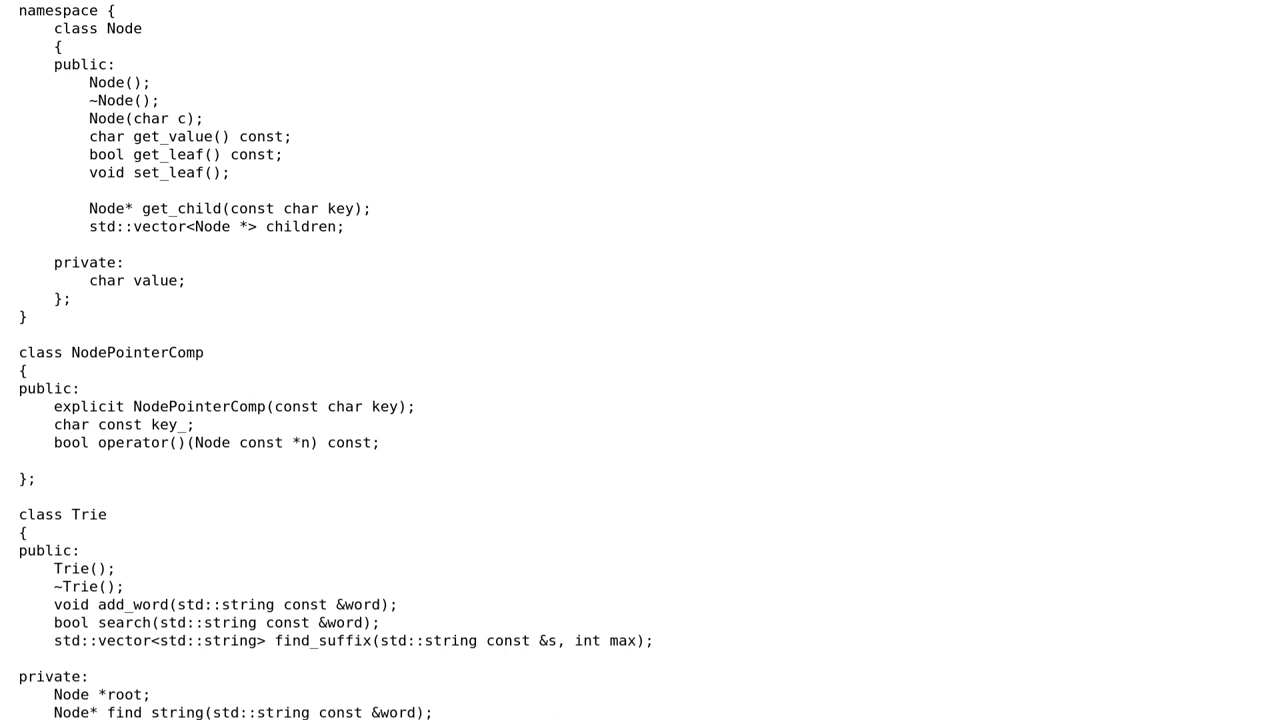 namespace {
    class Node
    {
    public:
        Node();
        ~Node();
        Node(char c);
        char get_value() const;
        bool get_leaf() const;
        void set_leaf();

        Node* get_child(const char key);
        std::vector<Node *> children;

    private:
        char value;
    };
}

class NodePointerComp
{
public:
    explicit NodePointerComp(const char key);
    char const key_;
    bool operator()(Node const *n) const;

};

class Trie
{
public:
    Trie();
    ~Trie();
    void add_word(std::string const &word);
    bool search(std::string const &word);
    std::vector<std::string> find_suffix(std::string const &s, int max);

private:
    Node *root;
    Node* find_string(std::string const &word);